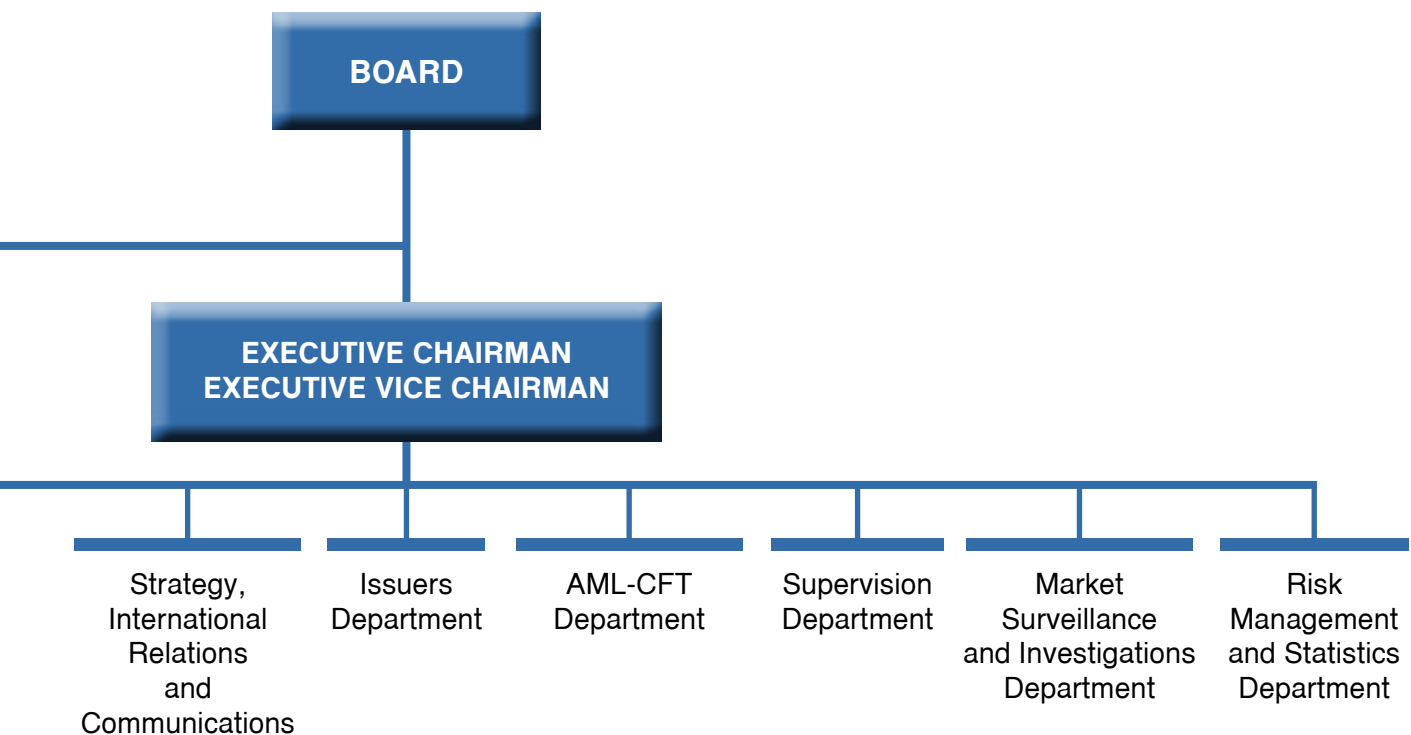 BOARD
EXECUTIVE CHAIRMAN
EXECUTIVE VICE CHAIRMAN
Strategy,
International
Relations
and
Communications
Issuers
Department
AML-CFT
Department
Supervision
Department
Market
Surveillance
and Investigations
Department
Risk
Management
and Statistics
Department